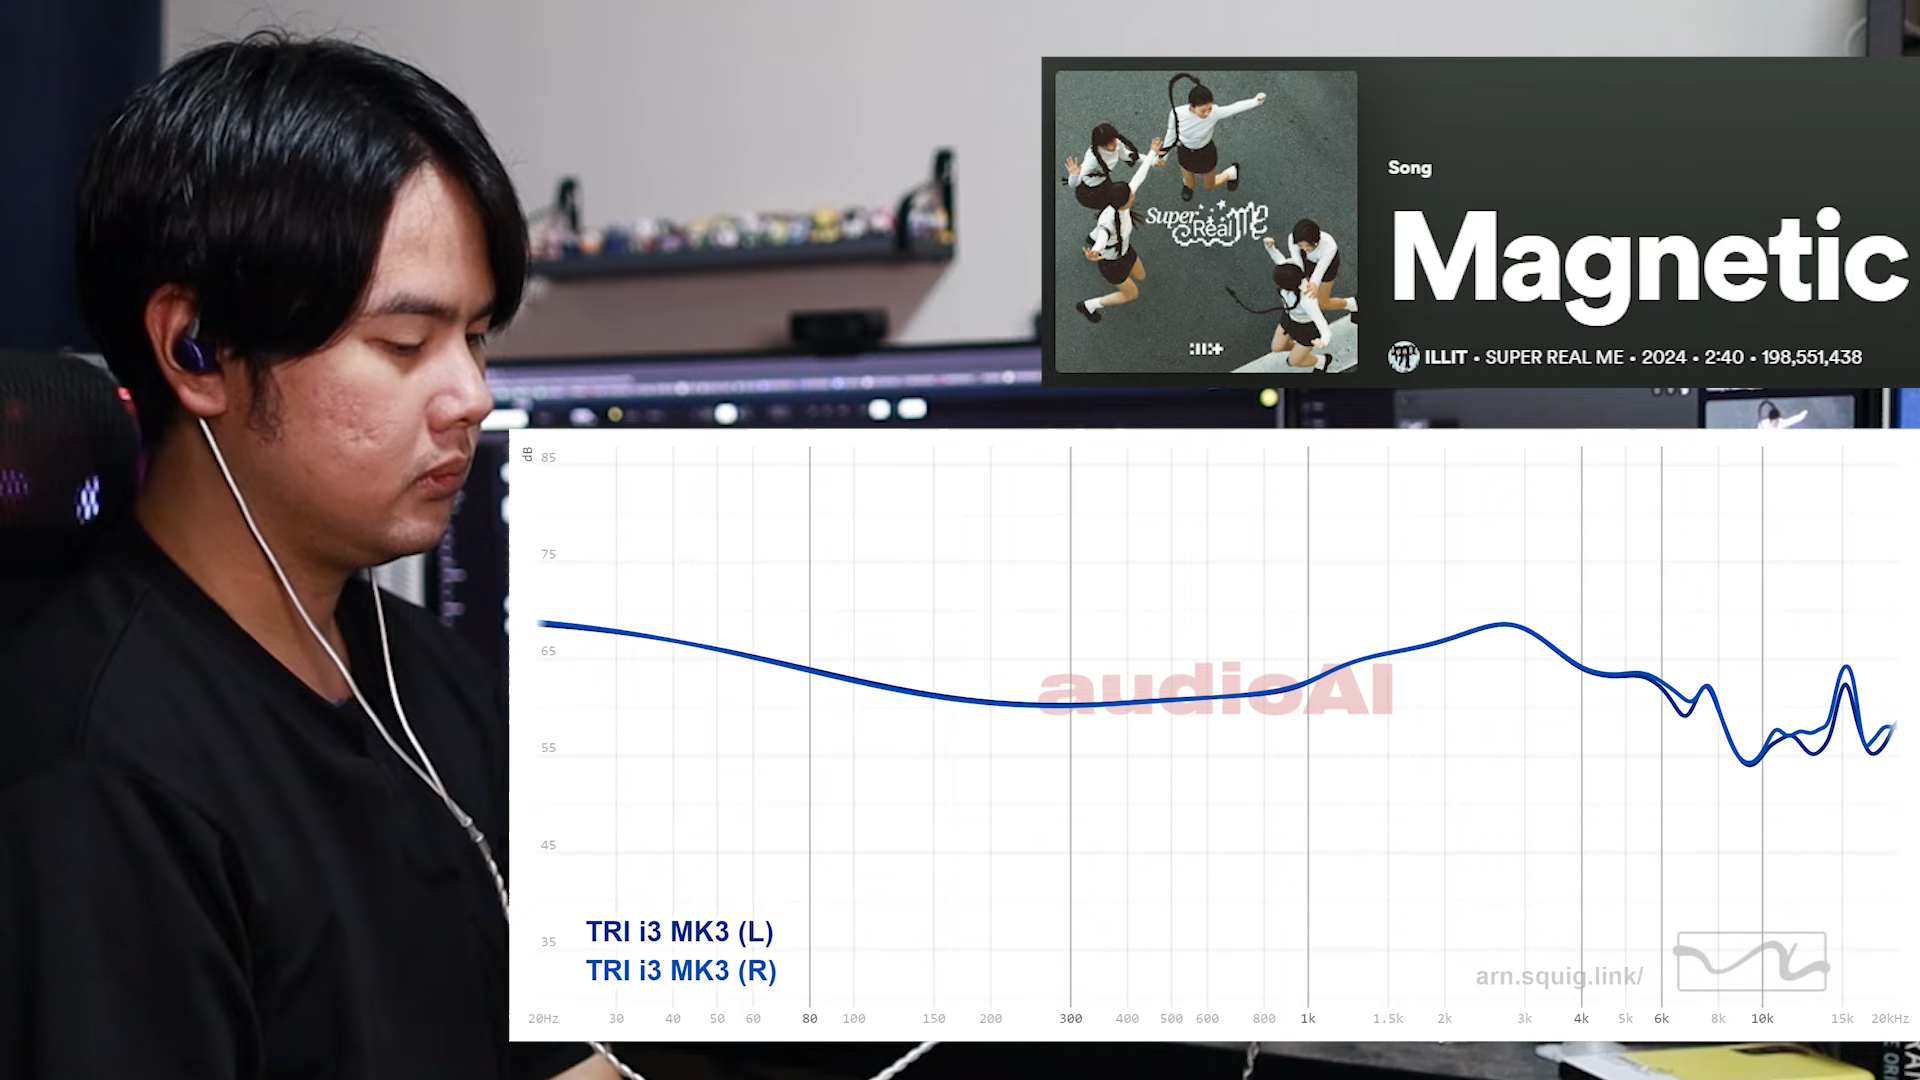 Super
Real Me
Song
Magnetic
ILLIT • SUPER REAL ME • 2024 • 2:40 • 198,551,438
dB
85
75
65
55
45
35
audioAI
TRI i3 MK3 (L)
TRI i3 MK3 (R)
arn.squig.link/
20Hz 30 40 50 60 80 100 150 200 300 400 500 600 800 1k 1.5k 2k 3k 4k 5k 6k 8k 10k 15k 20kHz